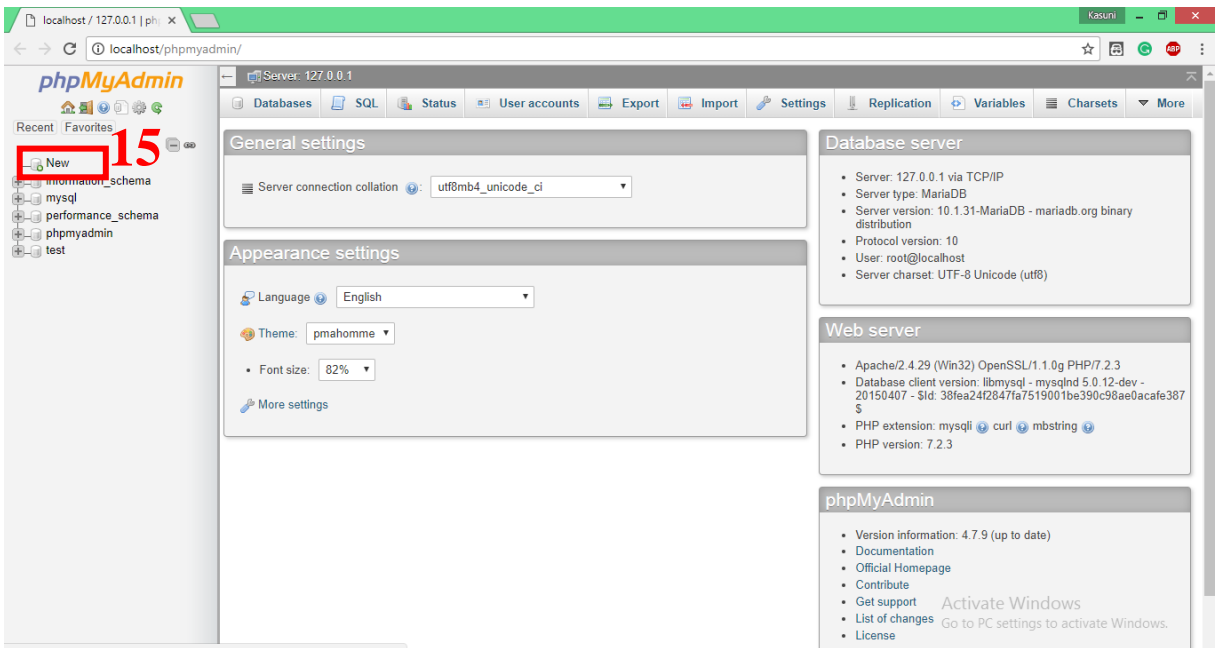 localhost / 127.0.0.1 | ph
Kasuni
localhost/phpmyadmin/
ABP
phpMyAdmin
Recent Favorites
15
New
information_schema
mysql
performance_schema
phpmyadmin
test
Server: 127.0.0.1
Databases SQL Status User accounts Export Import Settings Replication Variables Charsets More
General settings
Server connection collation : utf8mb4_unicode_ci
Appearance settings
Language English
Theme: pmahomme
• Font size: 82%
More settings
Database server
• Server: 127.0.0.1 via TCP/IP
• Server type: MariaDB
• Server version: 10.1.31-MariaDB - mariadb.org binary
distribution
• Protocol version: 10
• User: root@localhost
• Server charset: UTF-8 Unicode (utf8)
Web server
• Apache/2.4.29 (Win32) OpenSSL/1.1.0g PHP/7.2.3
• Database client version: libmysql - mysqlnd 5.0.12-dev -
20150407 - $Id: 38fea24f2847fa7519001be390c98ae0acafe387
$
• PHP extension: mysqli curl mbstring
• PHP version: 7.2.3
phpMyAdmin
• Version information: 4.7.9 (up to date)
• Documentation
• Official Homepage
• Contribute
• Get support
• List of changes
• License
Activate Windows
Go to PC settings to activate Windows.